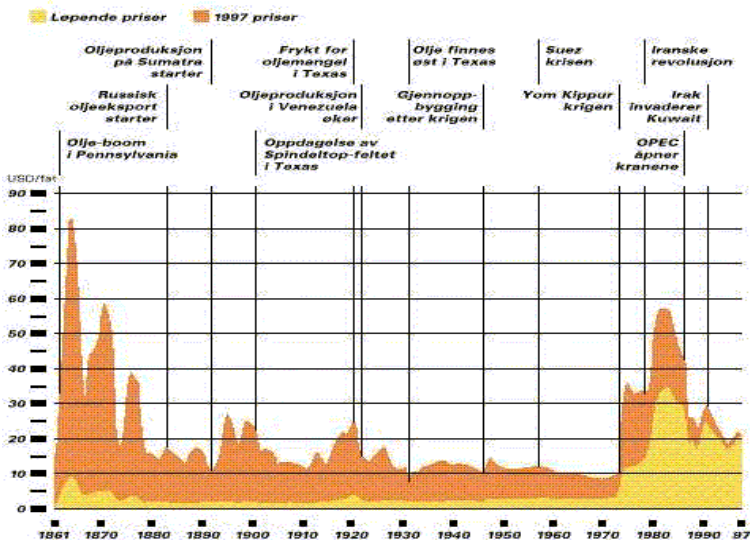 Løpende priser
1997 priser
Oljeproduksjon
på Sumatra
starter
Frykt for
oljemangel
i Texas
Olje finnes
øst i Texas
Suez
krisen
Iranske
revolusjon
Russisk
oljeeksport
starter
Oljeproduksjon
i Venezuela
øker
Gjennopp-
bygging
etter krigen
Yom Kippur
krigen
Irak
invaderer
Kuwait
Olje-boom
i Pennsylvania
Oppdagelse av
Spindeltop-feltet
i Texas
OPEC
åpner
kranene
USD/fat
90
80
70
60
50
40
30
20
10
0
1861 1870 1880 1890 1900 1910 1920 1930 1940 1950 1960 1970 1980 1990 97